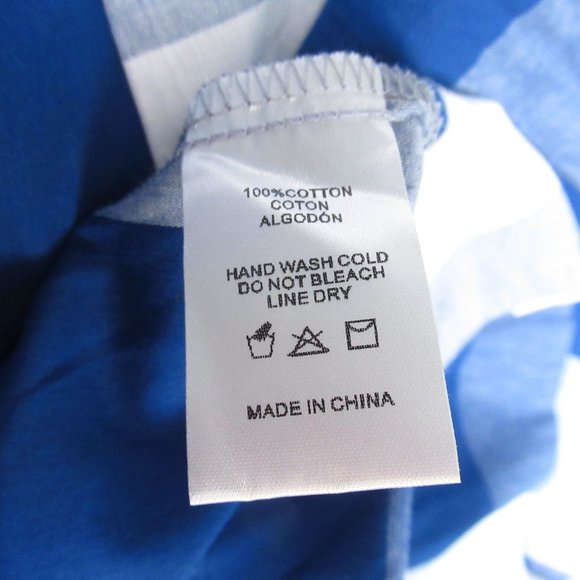 100%COTTON
COTON
ALGODÓN
HAND WASH COLD
DO NOT BLEACH
LINE DRY
MADE IN CHINA